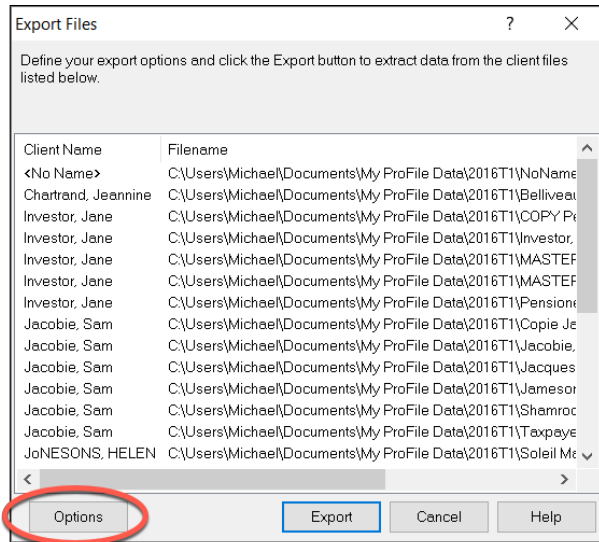 Export Files
Define your export options and click the Export button to extract data from the client files
listed below.
Client Name Filename
<No Name> C:\Users\Michael\Documents\My ProFile Data\2016T1\NoName
Chartrand, Jeannine C:\Users\Michael\Documents\My ProFile Data\2016T1\Belliveau
Investor, Jane C:\Users\Michael\Documents\My ProFile Data\2016T1\COPY Pe
Investor, Jane C:\Users\Michael\Documents\My ProFile Data\2016T1\Investor,
Investor, Jane C:\Users\Michael\Documents\My ProFile Data\2016T1\MASTER
Investor, Jane C:\Users\Michael\Documents\My ProFile Data\2016T1\MASTER
Investor, Jane C:\Users\Michael\Documents\My ProFile Data\2016T1\Pensione
Jacobie, Sam C:\Users\Michael\Documents\My ProFile Data\2016T1\Copie Ja
Jacobie, Sam C:\Users\Michael\Documents\My ProFile Data\2016T1\Jacobie,
Jacobie, Sam C:\Users\Michael\Documents\My ProFile Data\2016T1\Jacques
Jacobie, Sam C:\Users\Michael\Documents\My ProFile Data\2016T1\Jameson
Jacobie, Sam C:\Users\Michael\Documents\My ProFile Data\2016T1\Shamroc
Jacobie, Sam C:\Users\Michael\Documents\My ProFile Data\2016T1\Taxpaye
JoNESONS, HELEN C:\Users\Michael\Documents\My ProFile Data\2016T1\Soleil Ma
Options Export Cancel Help